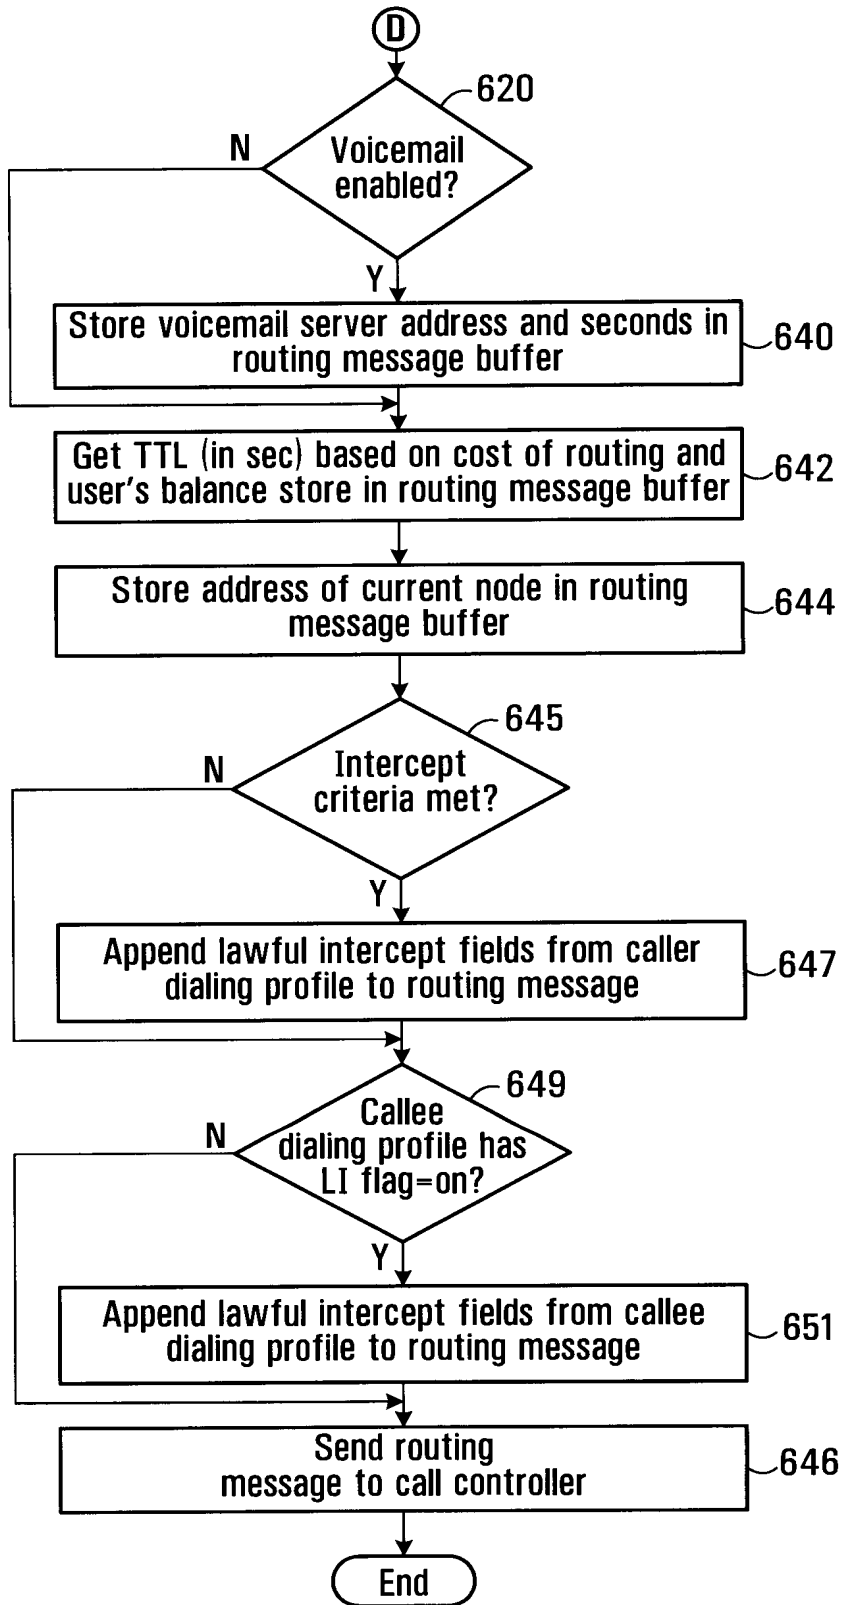 D
620
Voicemail
enabled?
N
Y
Store voicemail server address and seconds in
routing message buffer
640
Get TTL (in sec) based on cost of routing and
user's balance store in routing message buffer
642
Store address of current node in routing
message buffer
644
645
Intercept
criteria met?
N
Y
Append lawful intercept fields from caller
dialing profile to routing message
647
649
Callee
dialing profile has
LI flag=on?
N
Y
Append lawful intercept fields from callee
dialing profile to routing message
651
Send routing
message to call controller
646
End